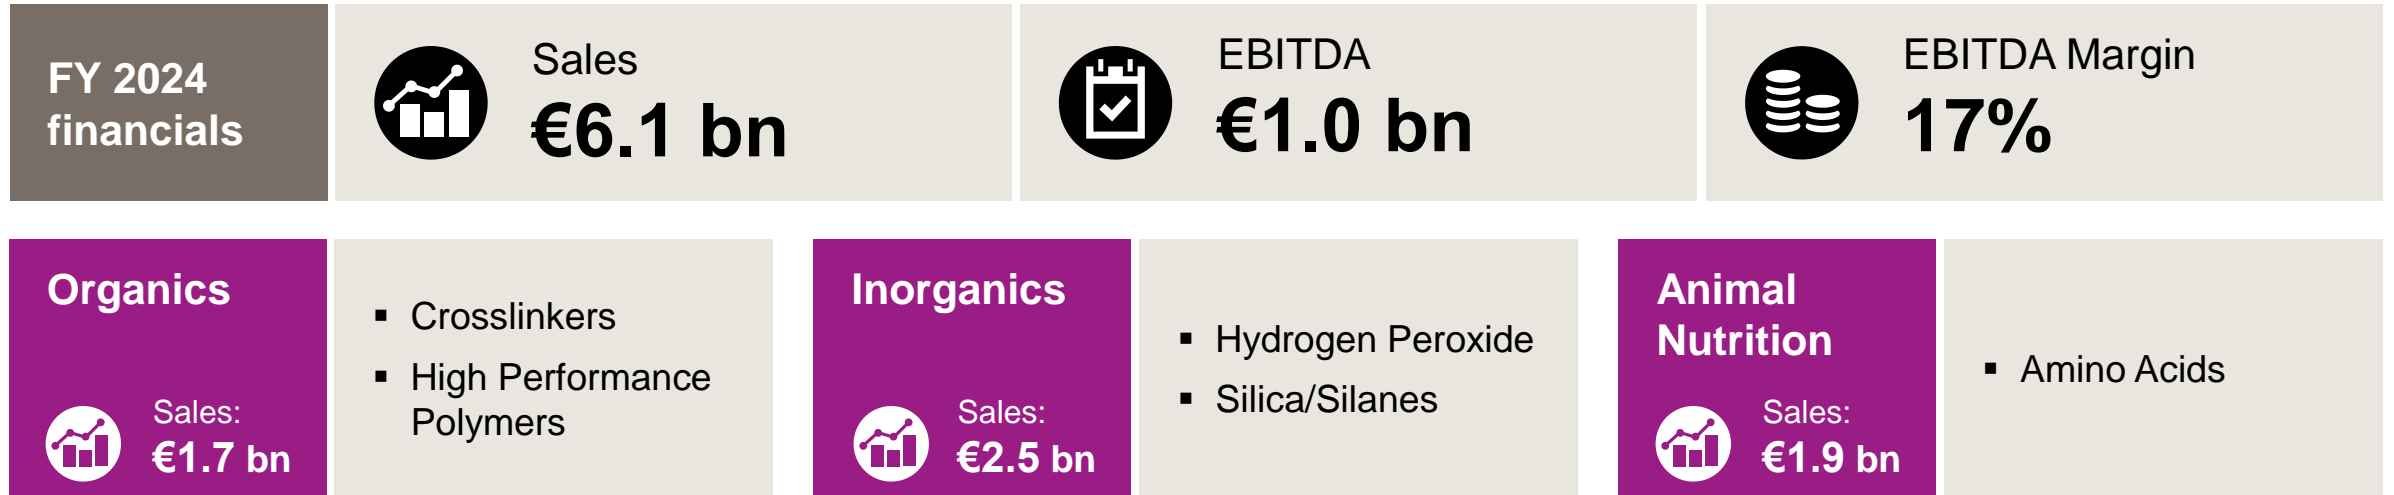 FY 2024
financials
Sales
€6.1 bn
EBITDA
€1.0 bn
EBITDA Margin
17%
Organics
Sales:
€1.7 bn
▪ Crosslinkers
▪ High Performance
Polymers
Inorganics
Sales:
€2.5 bn
▪ Hydrogen Peroxide
▪ Silica/Silanes
Animal
Nutrition
Sales:
€1.9 bn
▪ Amino Acids